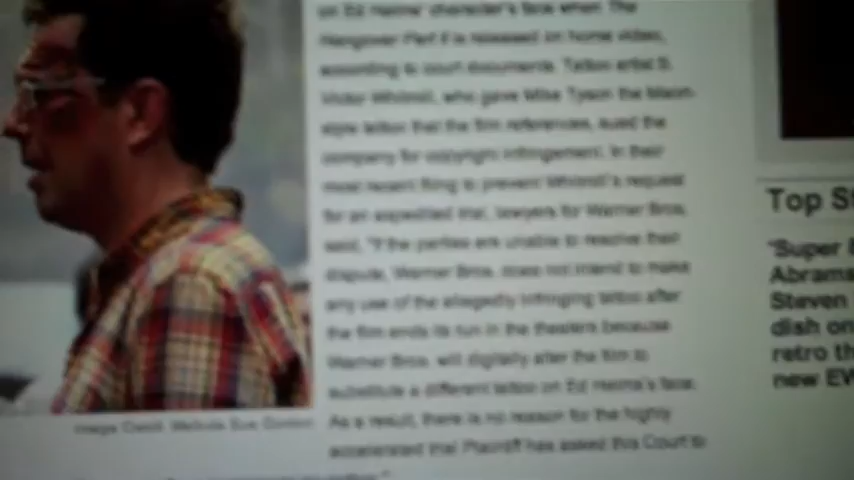 on Ed Helms' character's face when The
Hangover Part II is released on home video,
according to court documents. Tattoo artist S.
Victor Whitmill, who gave Mike Tyson the Maori-
style tattoo that the film references, sued the
company for copyright infringement. In their
most recent filing to prevent Whitmill's request
for an expedited trial, lawyers for Warner Bros.
said, "If the parties are unable to resolve their
dispute, Warner Bros. does not intend to make
any use of the allegedly infringing tattoo after
the film ends its run in the theaters because
Warner Bros. will digitally alter the film to
substitute a different tattoo on Ed Helms's face.
As a result, there is no reason for the highly
accelerated trial Plaintiff has asked this Court to
Image Credit: Melinda Sue Gordon
Top St
"Super 8
Abrams
Steven
dish on
retro th
new EW